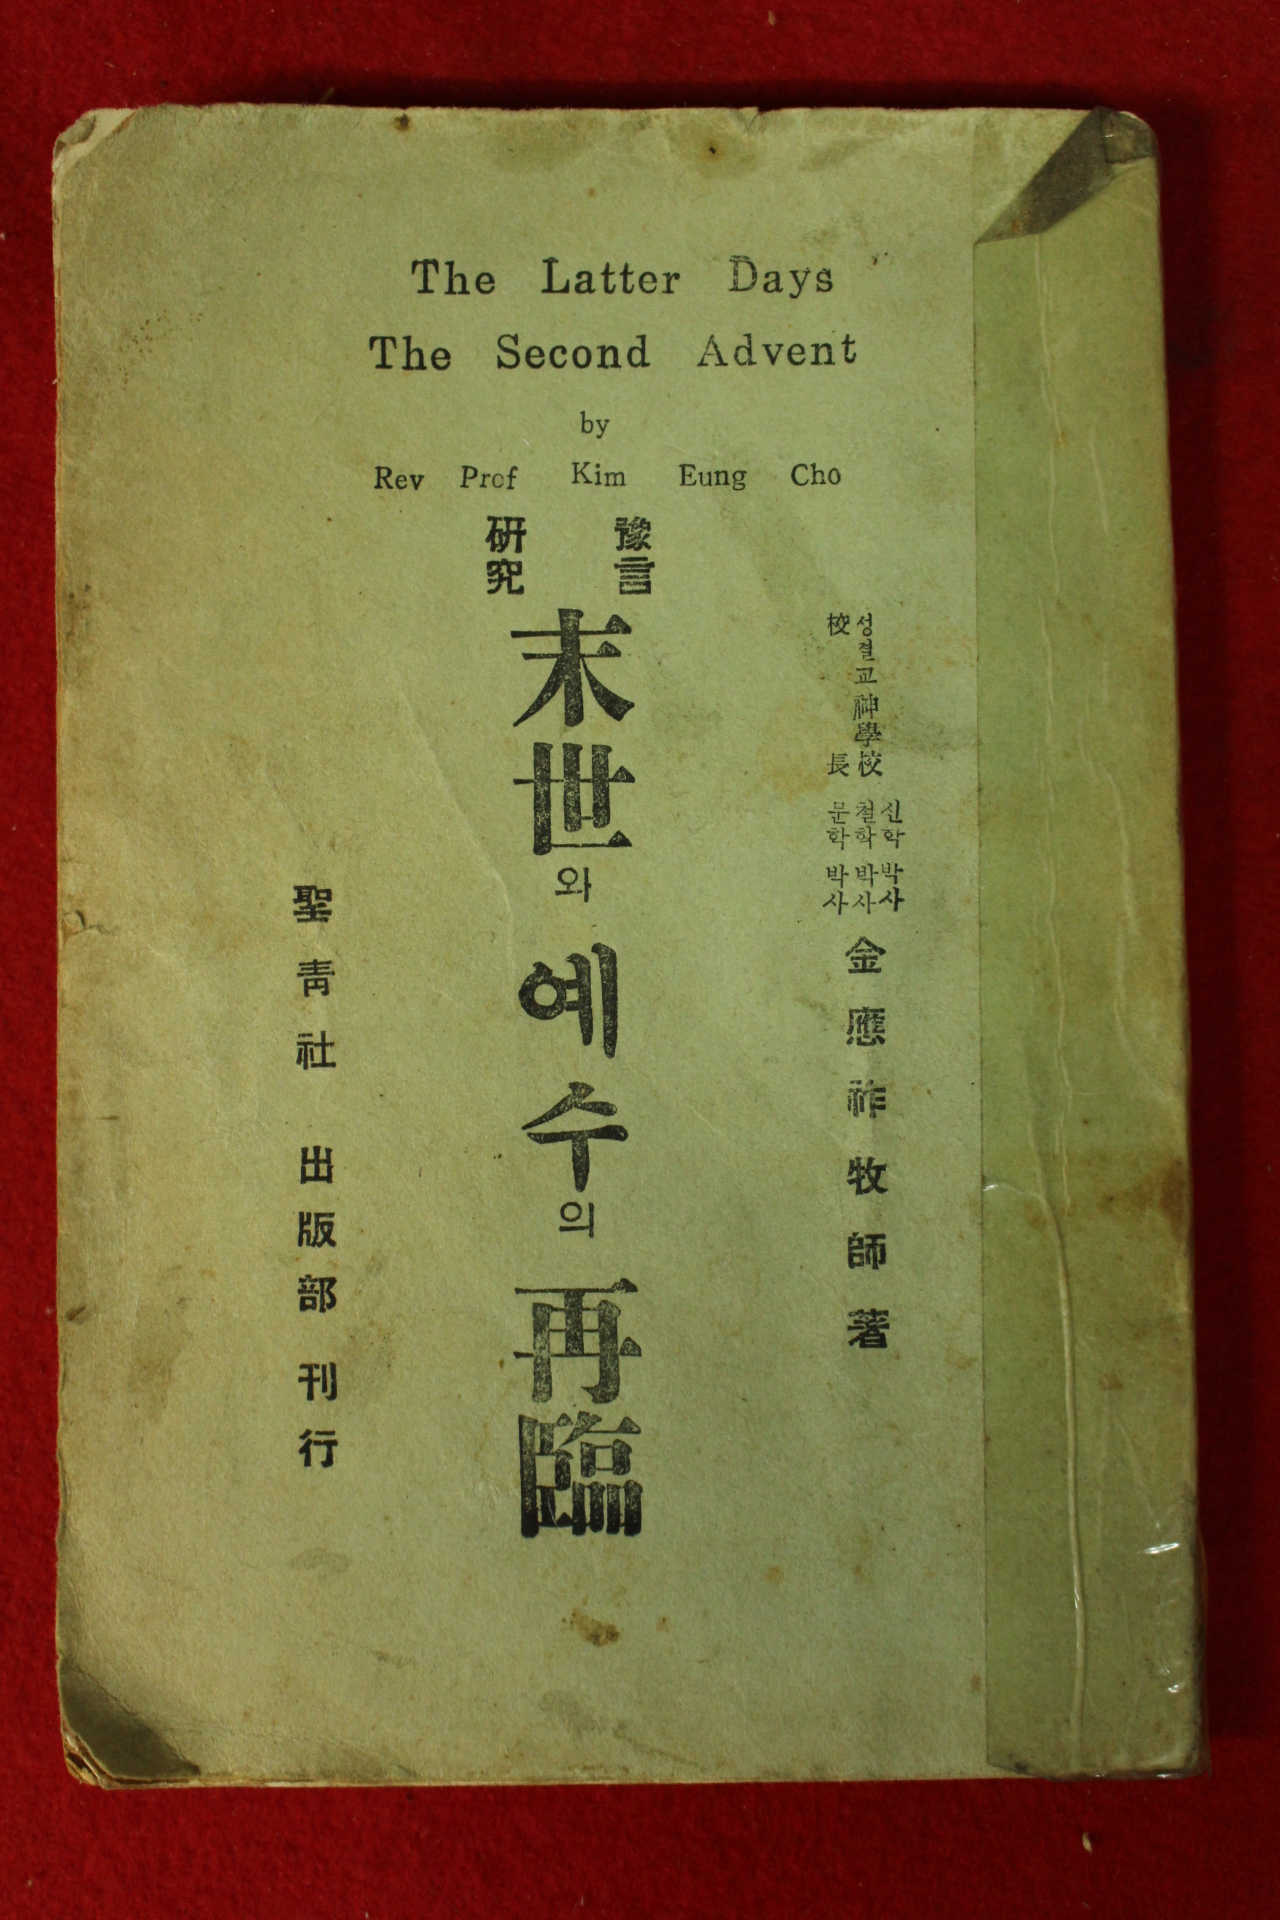 The Latter Days
The Second Advent
by
Rev Prof Kim Eung Cho
豫言
研究
末世와 예수의 再臨
성결교 神學校
校長
신학박사
철학박사
문학박사
金應祚牧師著
聖靑社 出版部 刊行